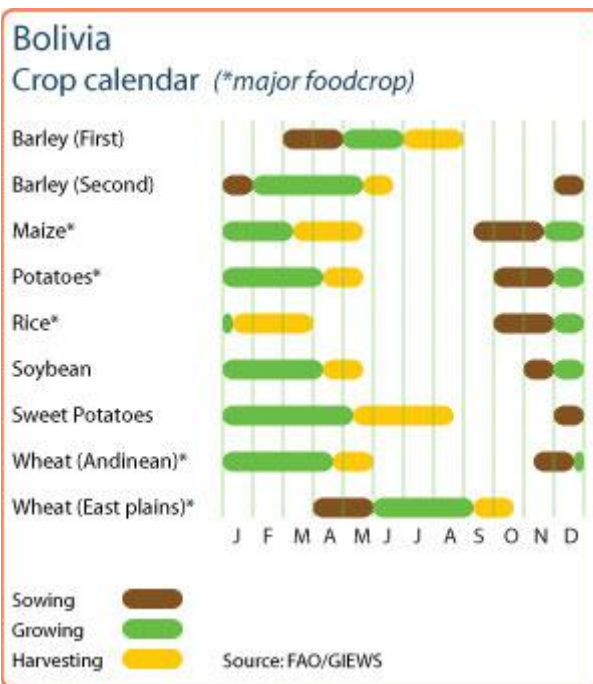 Bolivia
Crop calendar (*major foodcrop)
Barley (First)
Barley (Second)
Maize*
Potatoes*
Rice*
Soybean
Sweet Potatoes
Wheat (Andinean)*
Wheat (East plains)*
J F M A M J J A S O N D
Sowing
Growing
Harvesting Source: FAO/GIEWS